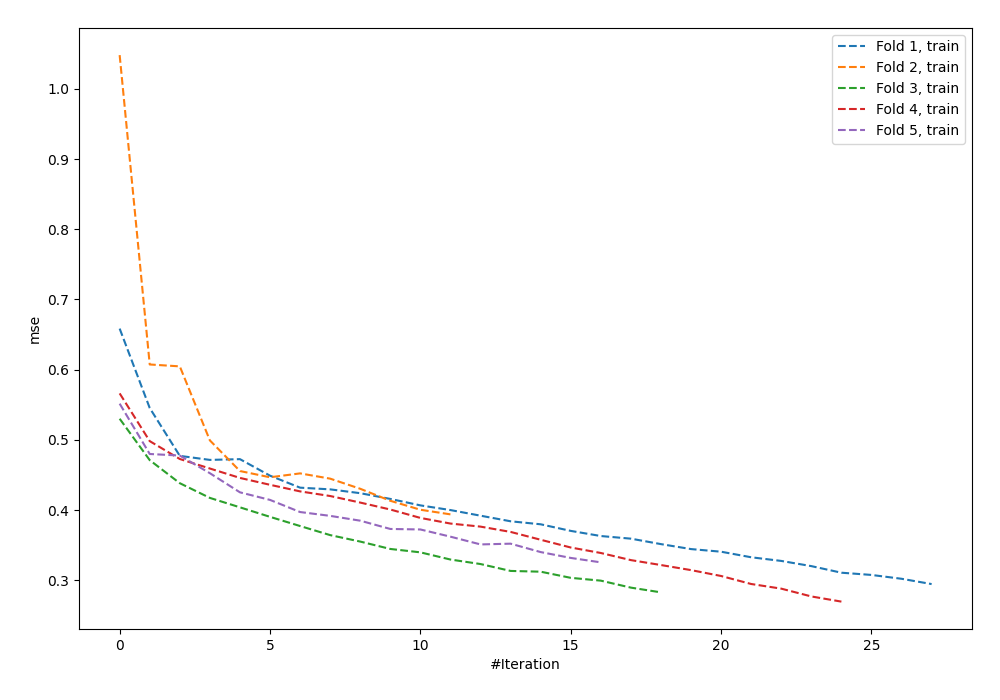 Fold 1, train
Fold 2, train
Fold 3, train
Fold 4, train
Fold 5, train
1.0
0.9
0.8
0.7
0.6
0.5
0.4
0.3
mse
0 5 10 15 20 25
#Iteration